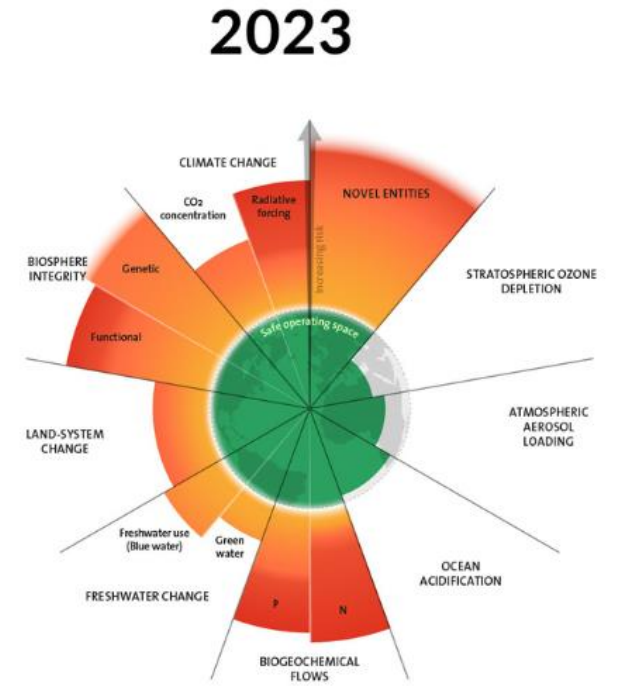 2023
CLIMATE CHANGE
CO₂
concentration
Radiative
forcing
NOVEL ENTITIES
Increasing risk
BIOSPHERE
INTEGRITY
Genetic
Functional
STRATOSPHERIC OZONE
DEPLETION
Safe operating space
ATMOSPHERIC
AEROSOL
LOADING
LAND-SYSTEM
CHANGE
Freshwater use
(Blue water)
Green
water
FRESHWATER CHANGE
OCEAN
ACIDIFICATION
P
N
BIOGEOCHEMICAL
FLOWS